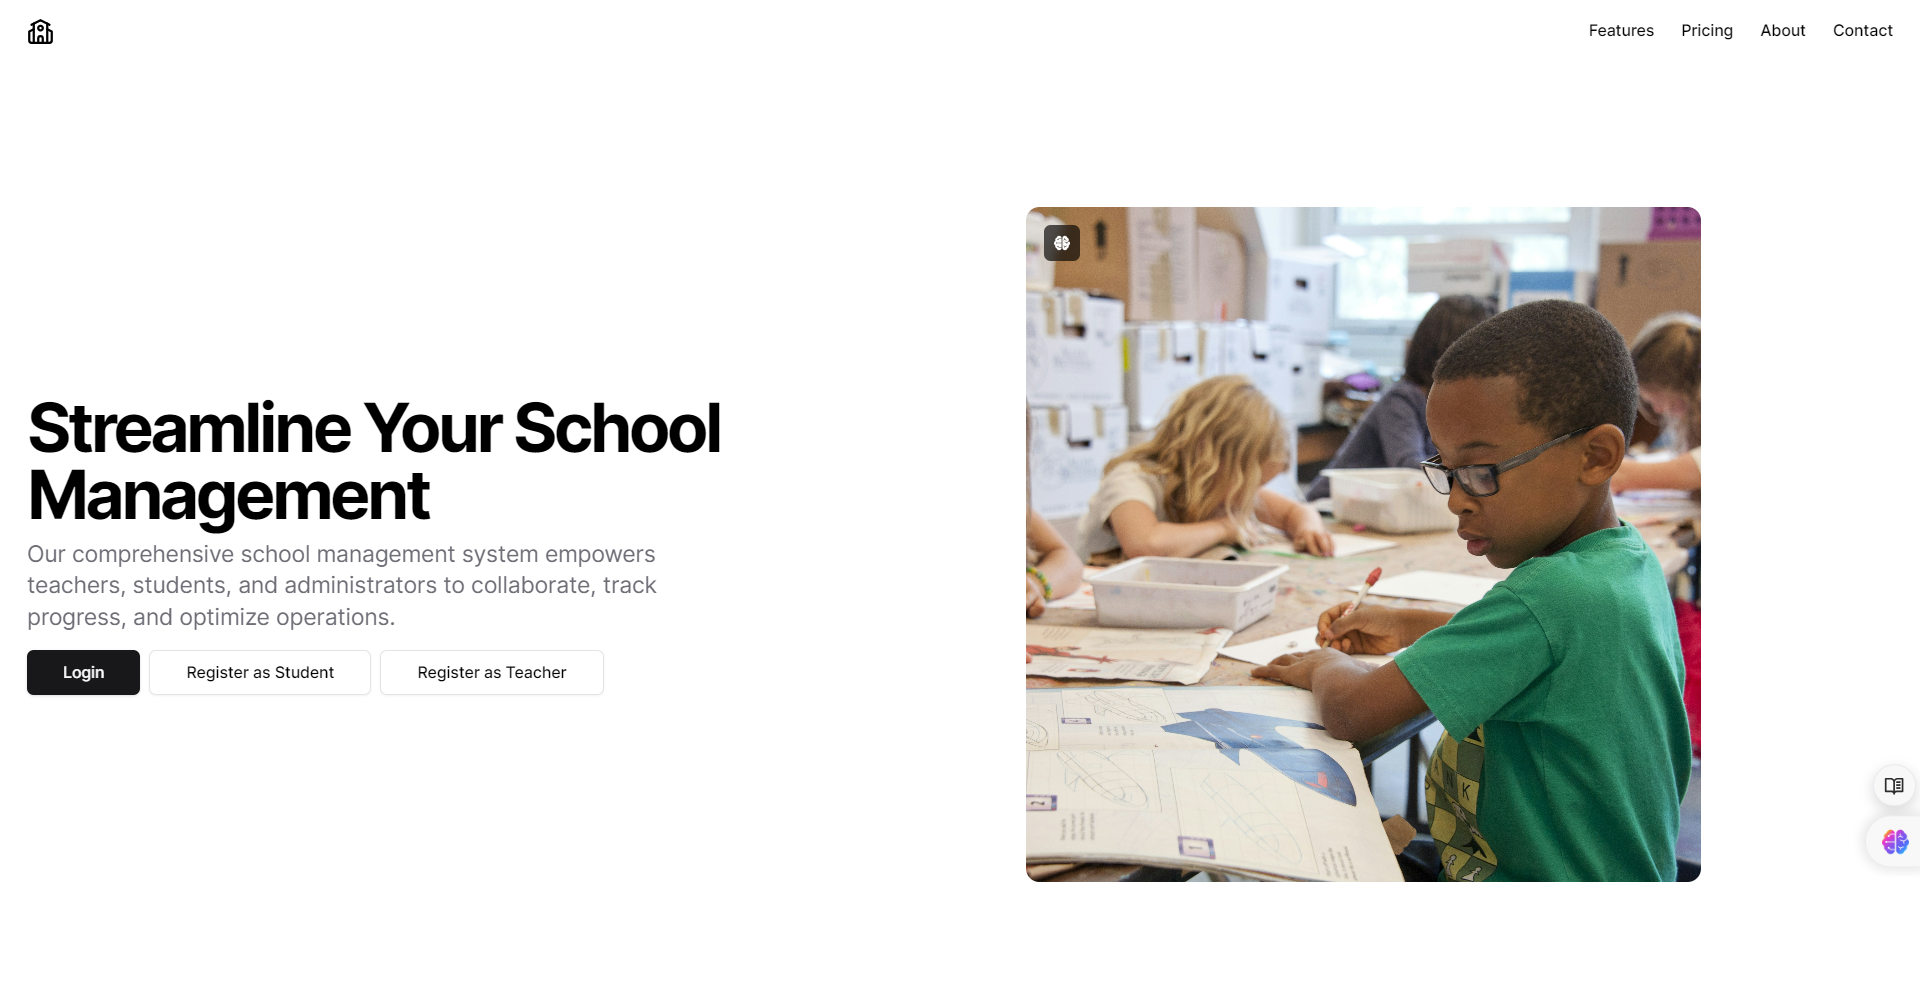 Features
Pricing
About
Contact
Streamline Your School
Management
Our comprehensive school management system empowers
teachers, students, and administrators to collaborate, track
progress, and optimize operations.
Login
Register as Student
Register as Teacher